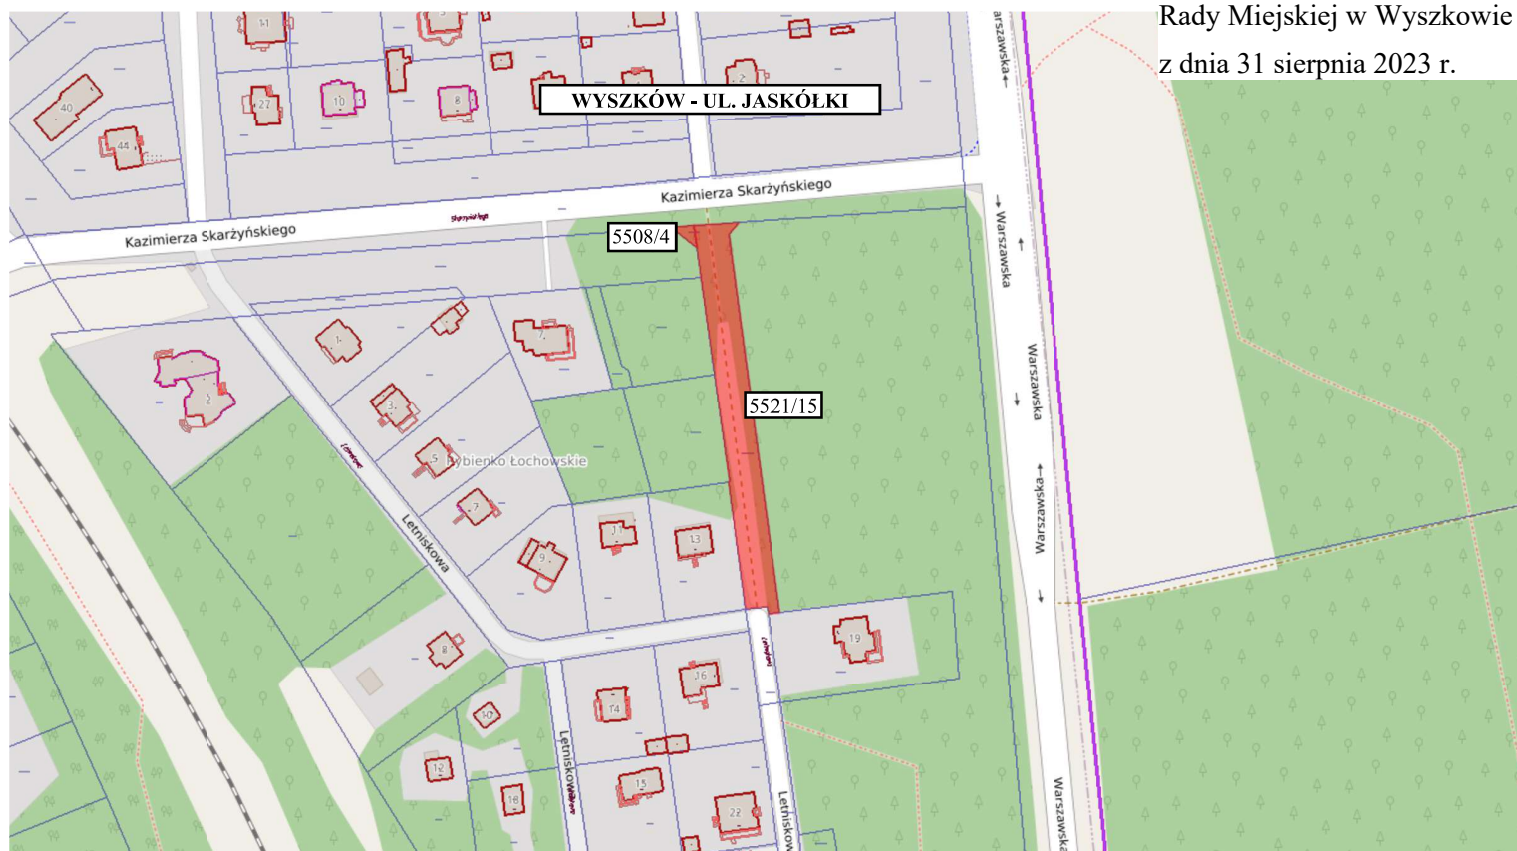 Rady Miejskiej w Wyszkowie
z dnia 31 sierpnia 2023 r.
WYSZKÓW - UL. JASKÓŁKI
40
44
27
10
8
2
Kazimierza Skarżyńskiego
Kazimierza Skarżyńskiego
5508/4
5521/15
Warszawska
Warszawska
Warszawska
Warszawska
Warszawska
1
3
5
7
9
11
13
Rybienko Łochowskie
Letniskowa
Letniskowa
Letniskow
8
10
12
18
14
16
15
22
19